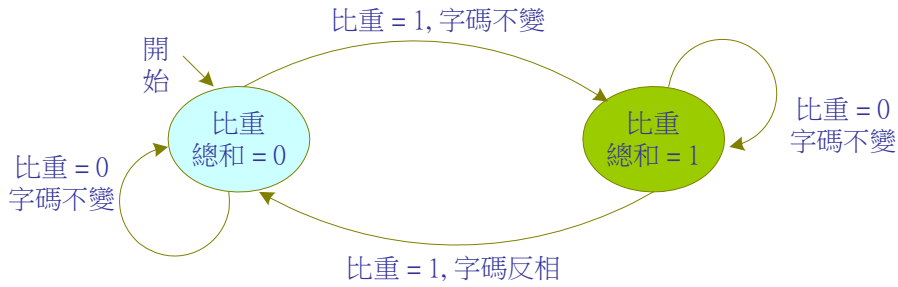 比重 = 1, 字碼不變
開
始
比重
總和 = 0
比重
總和 = 1
比重 = 0
字碼不變
比重 = 0
字碼不變
比重 = 1, 字碼反相